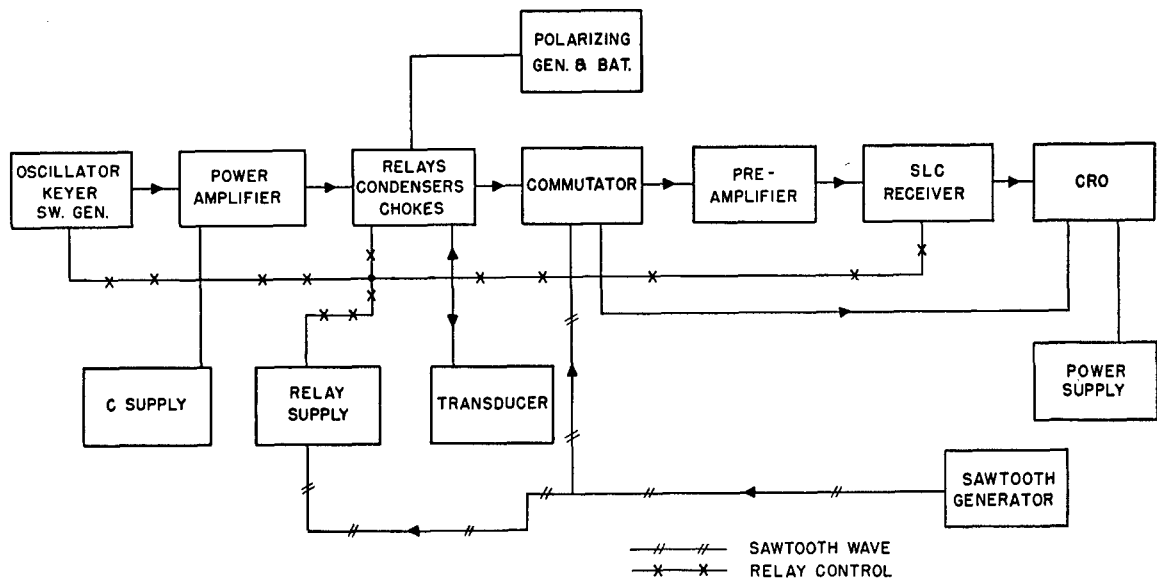 POLARIZING
GEN. & BAT.
OSCILLATOR
KEYER
SW. GEN.
POWER
AMPLIFIER
RELAYS
CONDENSERS
CHOKES
COMMUTATOR
PRE-
AMPLIFIER
SLC
RECEIVER
CRO
C SUPPLY
RELAY
SUPPLY
TRANSDUCER
POWER
SUPPLY
SAWTOOTH
GENERATOR
SAWTOOTH WAVE
RELAY CONTROL